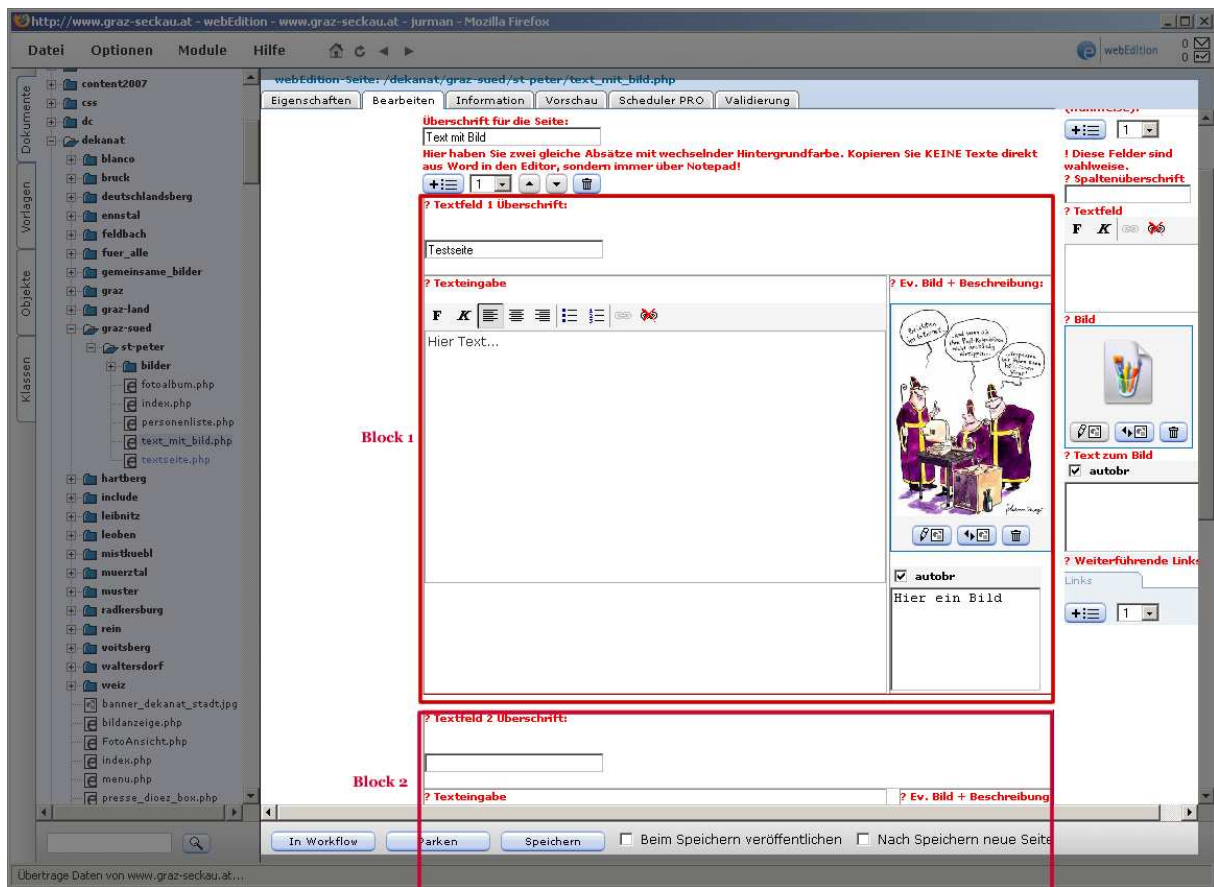 http://www.graz-seckau.at - webEdition - www.graz-seckau.at - jurman - Mozilla Firefox
Datei Optionen Module Hilfe
webEdition
0
0
Dokumente
Vorlagen
Objekte
Klassen
content2007
css
dc
dekanat
blanco
bruck
deutschlandsberg
ennstal
feldbach
fuer_alle
gemeinsame_bilder
graz
graz-land
graz-sued
st-peter
bilder
fotoalbum.php
index.php
personenliste.php
text_mit_bild.php
textseite.php
hartberg
include
leibnitz
leoben
mistkuebl
muerztal
muster
radkersburg
rein
voitsberg
waltersdorf
weiz
banner_dekanat_stadt.jpg
bildanzeige.php
FotoAnsicht.php
index.php
menu.php
presse_dioez_box.php
webEdition-Seite: /dekanat/graz-sued/st-peter/text_mit_bild.php
Eigenschaften Bearbeiten Information Vorschau Scheduler PRO Validierung
Überschrift für die Seite:
Text mit Bild
Hier haben Sie zwei gleiche Absätze mit wechselnder Hintergrundfarbe. Kopieren Sie KEINE Texte direkt
aus Word in den Editor, sondern immer über Notepad!
1
? Textfeld 1 Überschrift:
Testseite
? Texteingabe
F K
Hier Text...
Block 1
? Ev. Bild + Beschreibung:
autobr
Hier ein Bild
? Textfeld 2 Überschrift:
Block 2
? Texteingabe
? Ev. Bild + Beschreibung
(wahlweise):
1
! Diese Felder sind
wahlweise.
? Spaltenüberschrift
? Textfeld
F K
? Bild
? Text zum Bild
autobr
? Weiterführende Links
Links
1
In Workflow Parken Speichern Beim Speichern veröffentlichen Nach Speichern neue Seite
Übertrage Daten von www.graz-seckau.at...